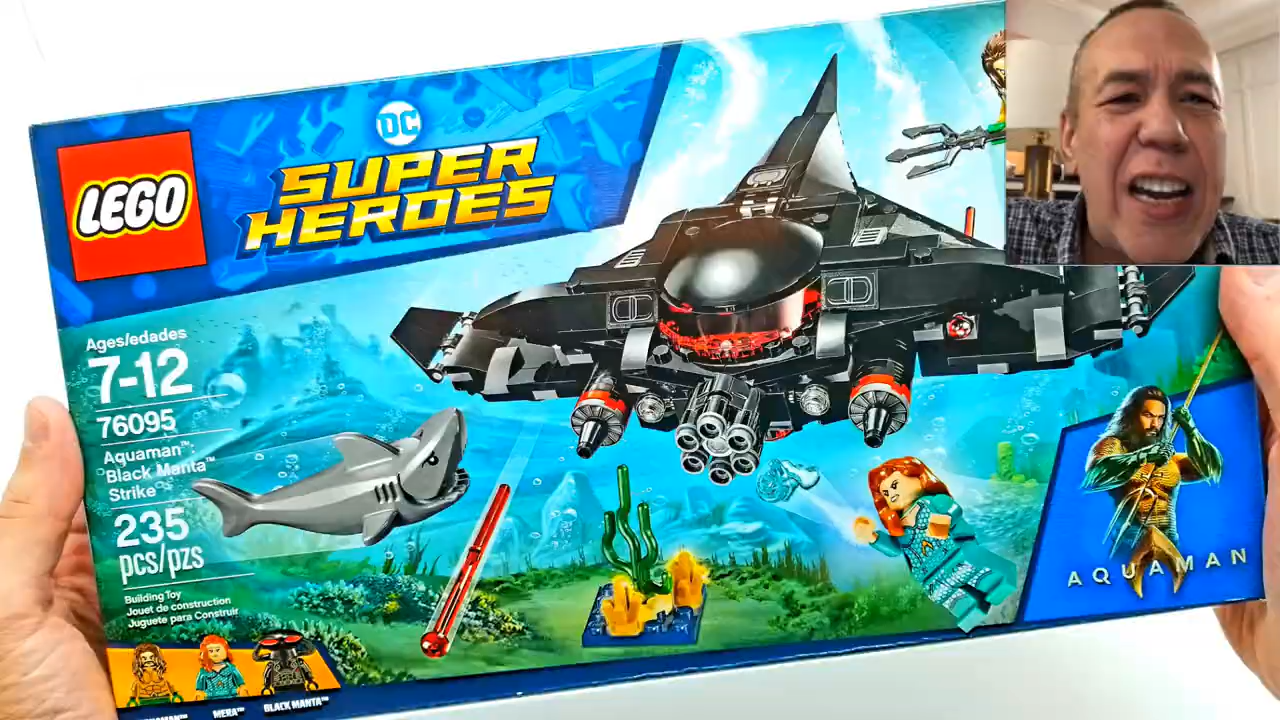 DC
LEGO
SUPER
HEROES
Ages/edades
7-12
76095
Aquaman™:
Black Manta™
Strike
235
pcs/pzs
Building Toy
Jouet de construction
Juguete para Construir
MERA™
BLACK MANTA™
AQUAMAN